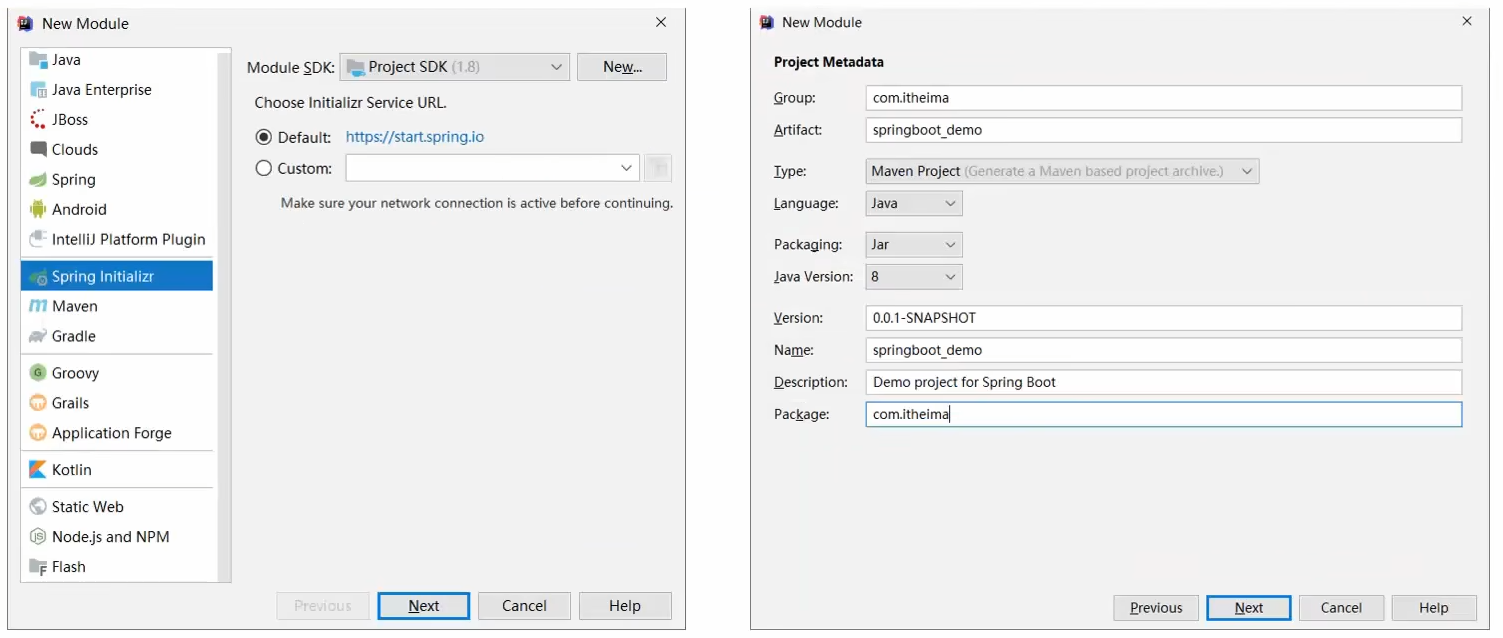 New Module
Java
Java Enterprise
JBoss
Clouds
Spring
Android
IntelliJ Platform Plugin
Spring Initializr
Maven
Gradle
Groovy
Grails
Application Forge
Kotlin
Static Web
Node.js and NPM
Flash
Module SDK: Project SDK (1.8) New...
Choose Initializr Service URL.
Default: https://start.spring.io
Custom:
Make sure your network connection is active before continuing.
Previous Next Cancel Help
New Module
Project Metadata
Group: com.itheima
Artifact: springboot_demo
Type: Maven Project (Generate a Maven based project archive.)
Language: Java
Packaging: Jar
Java Version: 8
Version: 0.0.1-SNAPSHOT
Name: springboot_demo
Description: Demo project for Spring Boot
Package: com.itheima
Previous Next Cancel Help